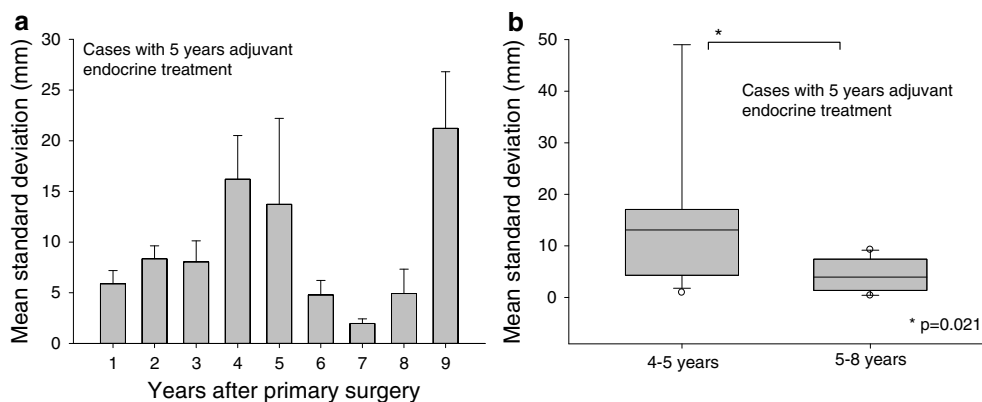 a
Mean standard deviation (mm)
30
25
20
15
10
5
0
Cases with 5 years adjuvant
endocrine treatment
1 2 3 4 5 6 7 8 9
Years after primary surgery
b
Mean standard deviation (mm)
50
40
30
20
10
0
*
Cases with 5 years adjuvant
endocrine treatment
* p=0.021
4-5 years 5-8 years